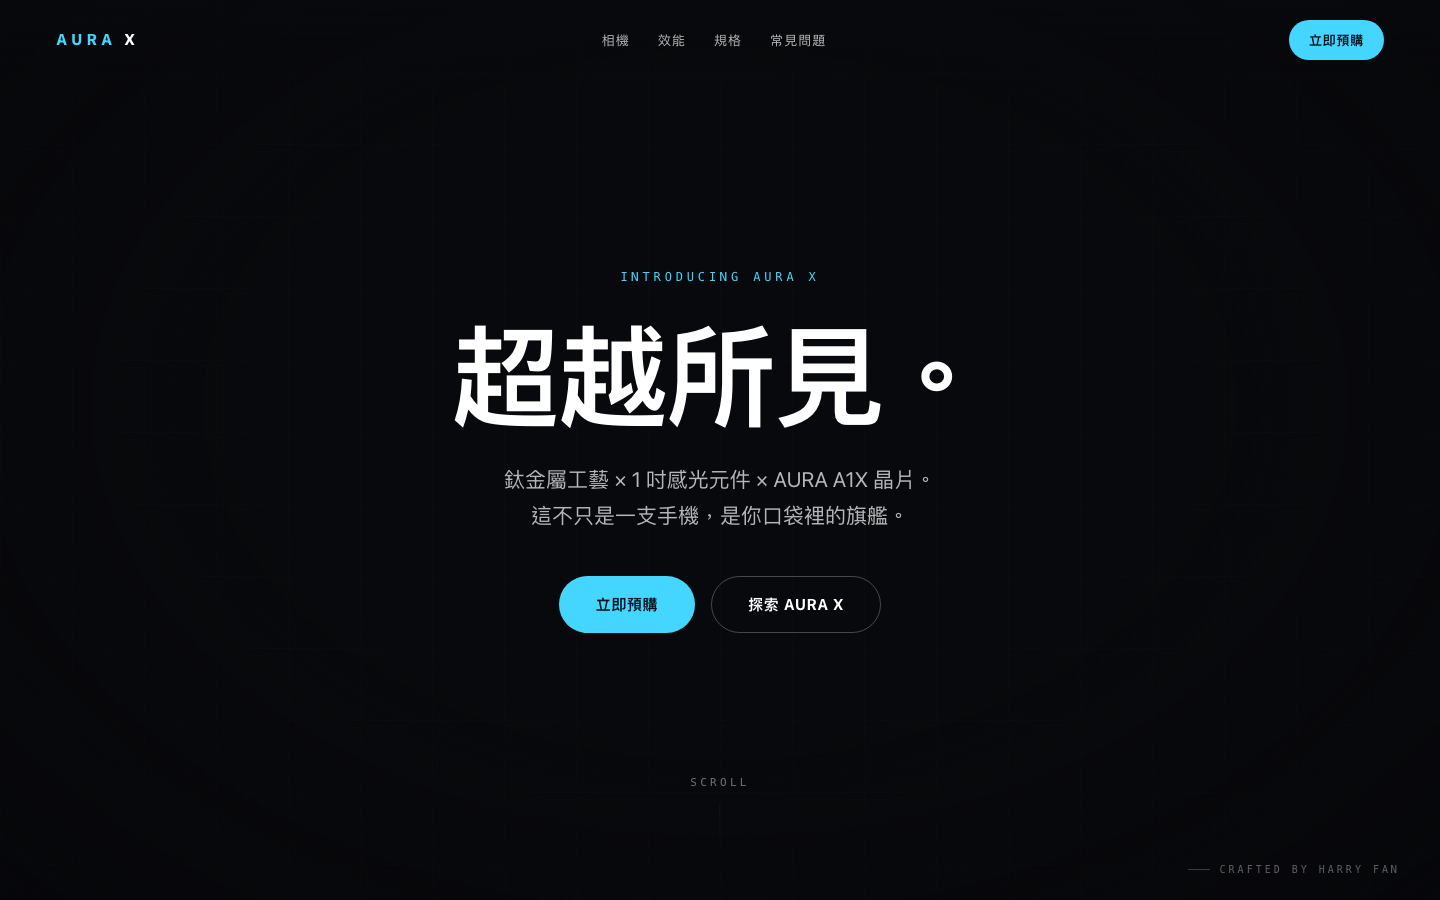 AURA X
相機
效能
規格
常見問題
立即預購
INTRODUCING AURA X
超越所見。
鈦金屬工藝 × 1 吋感光元件 × AURA A1X 晶片。
這不只是一支手機，是你口袋裡的旗艦。
立即預購
探索 AURA X
SCROLL
CRAFTED BY HARRY FAN